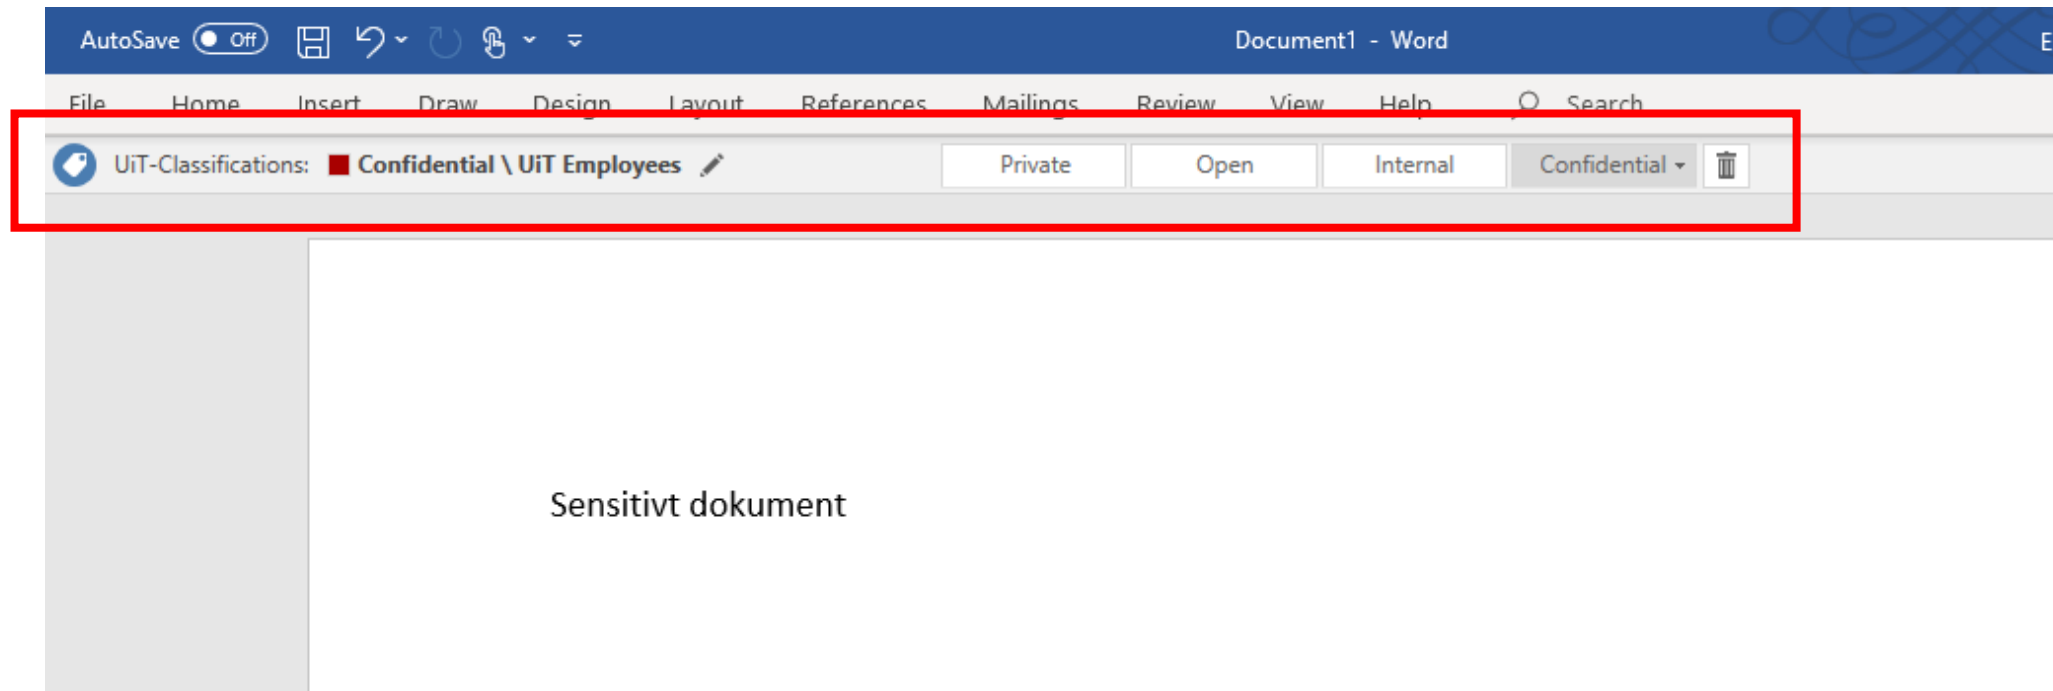 AutoSave Off Document1 - Word E
File Home Insert Draw Design Layout References Mailings Review View Help Search
UiT-Classifications: Confidential \ UiT Employees Private Open Internal Confidential
Sensitivt dokument